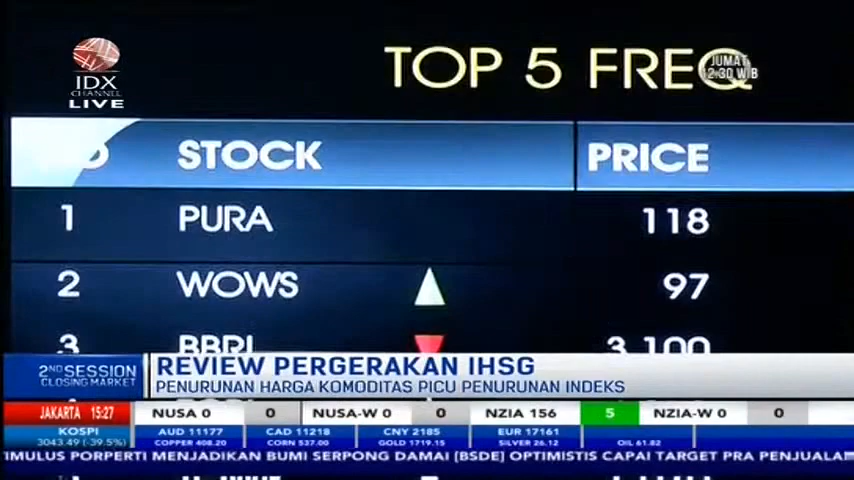 IDX
CHANNEL
LIVE
TOP 5 FREQ
JUMAT
12:30 WIB
STOCK PRICE
1 PURA 118
2 WOWS 97
3 BBRI 3,100
2ND SESSION
CLOSING MARKET
REVIEW PERGERAKAN IHSG
PENURUNAN HARGA KOMODITAS PICU PENURUNAN INDEKS
JAKARTA 15:27 NUSA 0 0 NUSA-W 0 0 NZIA 156 5 NZIA-W 0 0
KOSPI AUD 11177 CAD 11218 CNY 2185 EUR 17161
3043.49 (-39.5%) COPPER 408.20 CORN 537.00 GOLD 1719.15 SILVER 26.12 OIL 61.82
TIMULUS PORPERTI MENJADIKAN BUMI SERPONG DAMAI (BSDE) OPTIMISTIS CAPAI TARGET PRA PENJUALA